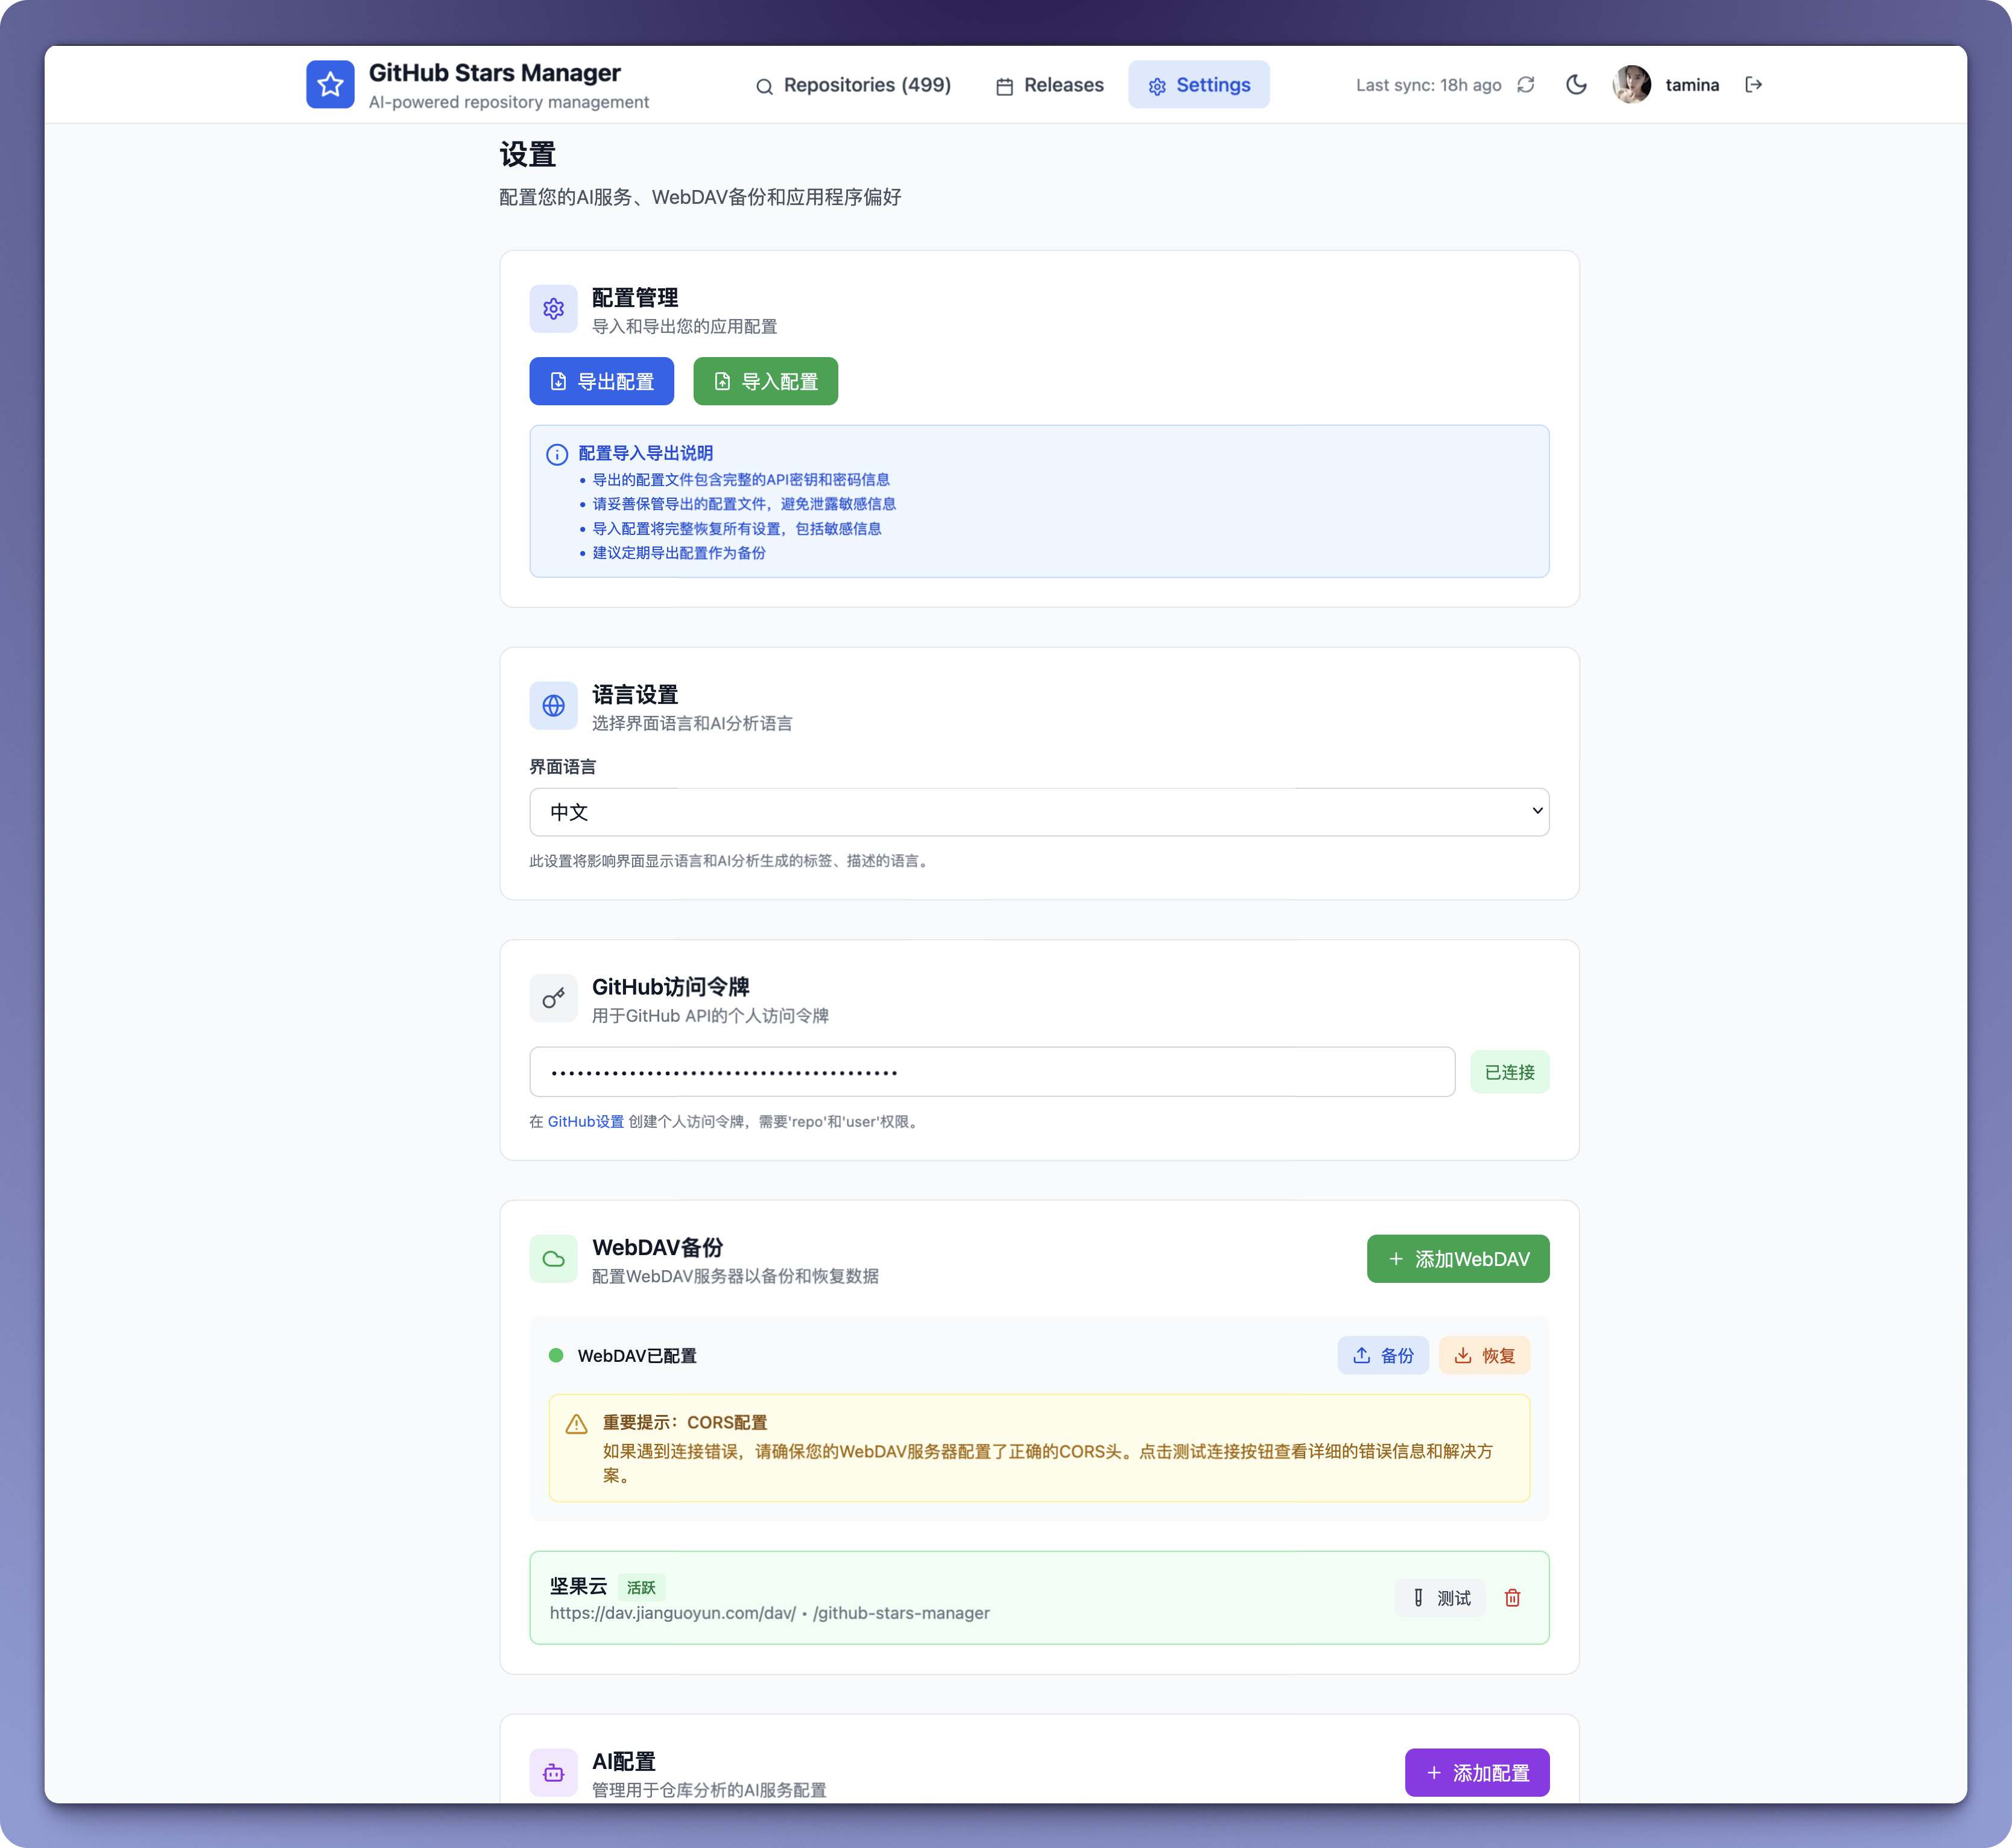 GitHub Stars Manager
AI-powered repository management
Repositories (499)
Releases
Settings
Last sync: 18h ago
tamina
设置
配置您的AI服务、WebDAV备份和应用程序偏好
配置管理
导入和导出您的应用配置
导出配置
导入配置
配置导入导出说明
• 导出的配置文件包含完整的API密钥和密码信息
• 请妥善保管导出的配置文件，避免泄露敏感信息
• 导入配置将完整恢复所有设置，包括敏感信息
• 建议定期导出配置作为备份
语言设置
选择界面语言和AI分析语言
界面语言
中文
此设置将影响界面显示语言和AI分析生成的标签、描述的语言。
GitHub访问令牌
用于GitHub API的个人访问令牌
••••••••••••••••••••••••••••••••••••••••
已连接
在 GitHub设置 创建个人访问令牌，需要'repo'和'user'权限。
WebDAV备份
配置WebDAV服务器以备份和恢复数据
+ 添加WebDAV
WebDAV已配置
备份
恢复
重要提示：CORS配置
如果遇到连接错误，请确保您的WebDAV服务器配置了正确的CORS头。点击测试连接按钮查看详细的错误信息和解决方
案。
坚果云 活跃
https://dav.jianguoyun.com/dav/ • /github-stars-manager
测试
AI配置
管理用于仓库分析的AI服务配置
+ 添加配置